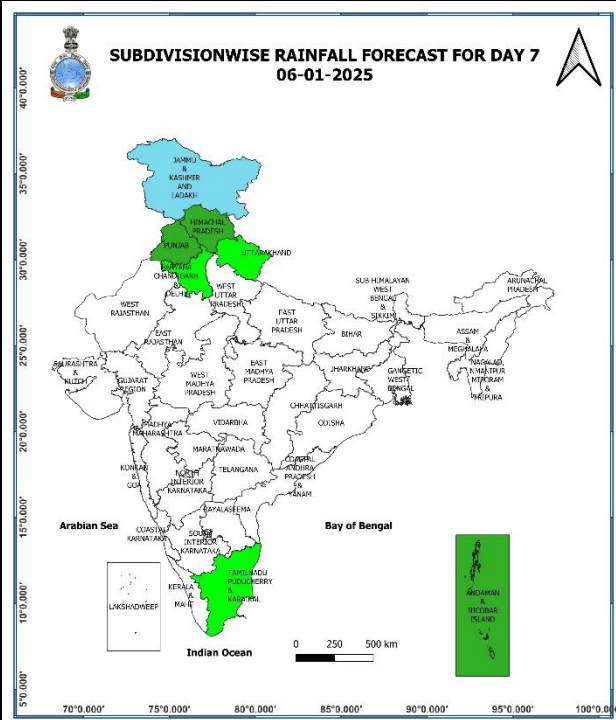 SUBDIVISIONWISE RAINFALL FORECAST FOR DAY 7
06-01-2025
40°0.000'
35°0.000'
30°0.000'
25°0.000'
20°0.000'
15°0.000'
10°0.000'
5°0.000'
JAMMU
&
KASHMIR
AND
LADAKH
HIMACHAL
PRADESH
PUNJAB
UTTARAKHAND
HARYANA
CHANDIGARH
&
DELHI
WEST
UTTAR
PRADESH
WEST
RAJASTHAN
EAST
RAJASTHAN
EAST
UTTAR
PRADESH
SUB-HIMALAYAN
WEST
BENGAL
&
SIKKIM
ARUNACHAL
PRADESH
BIHAR
ASSAM
&
MEGHALAYA
SAURASHTRA
&
KUTCH
GUJARAT
REGION
WEST
MADHYA
PRADESH
EAST
MADHYA
PRADESH
JHARKHAND
GANGETIC
WEST
BENGAL
NAGALAD
NMANIPUR
MIZORAM
&
TRIPURA
CHHATTISGARH
ODISHA
MADHYA
MAHARSHTRA
VIDARBHA
MARATHAWADA
KONKAN
&
GOA
NORTH
INTERIOR
KARNATAKA
TELANGANA
COASTAL
ANDHRA
PRADESH
&
YANAM
RAYALASEEMA
Arabian Sea
Bay of Bengal
COASTAL
KARNATAKA
SOUTH
INTERIOR
KARNATAKA
TAMILNADU
PUDUCHERRY
&
KARAIKAL
KERALA
&
MAHE
LAKSHADWEEP
ANDAMAN
&
NICOBAR
ISLAND
0 250 500 km
Indian Ocean
70°0.000' 75°0.000' 80°0.000' 85°0.000' 90°0.000' 95°0.000' 100°0.000